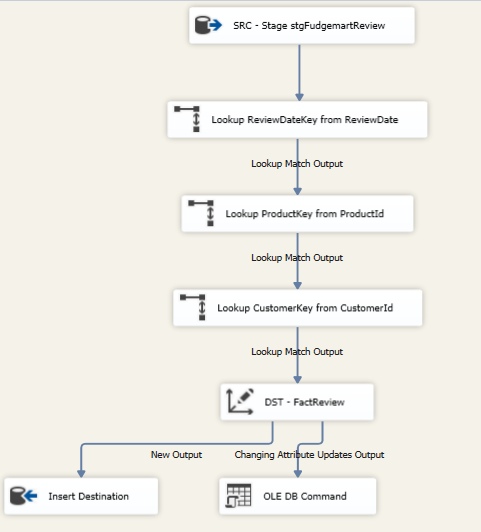 SRC - Stage stgFudgemartReview
Lookup ReviewDateKey from ReviewDate
Lookup Match Output
Lookup ProductKey from ProductId
Lookup Match Output
Lookup CustomerKey from CustomerId
Lookup Match Output
DST - FactReview
New Output
Changing Attribute Updates Output
Insert Destination
OLE DB Command